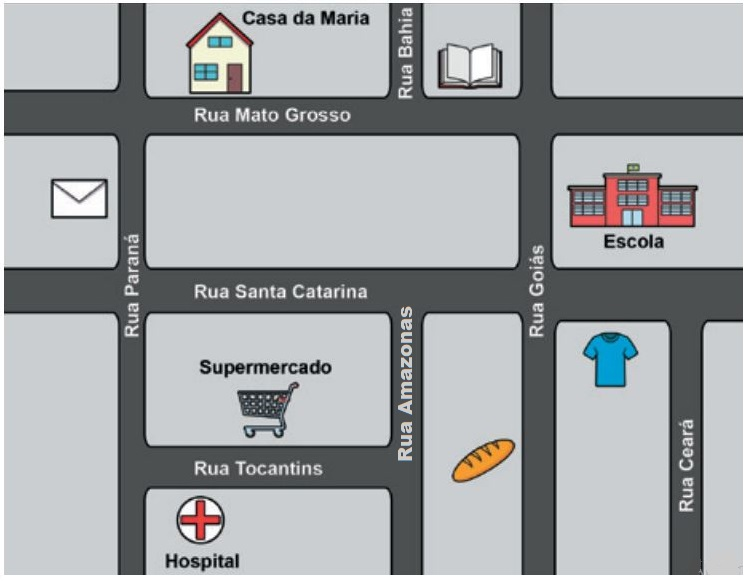 Casa da Maria
Rua Bahia
Rua Mato Grosso
Escola
Rua Paraná
Rua Goiás
Rua Santa Catarina
Supermercado
Rua Amazonas
Rua Tocantins
Rua Ceará
Hospital